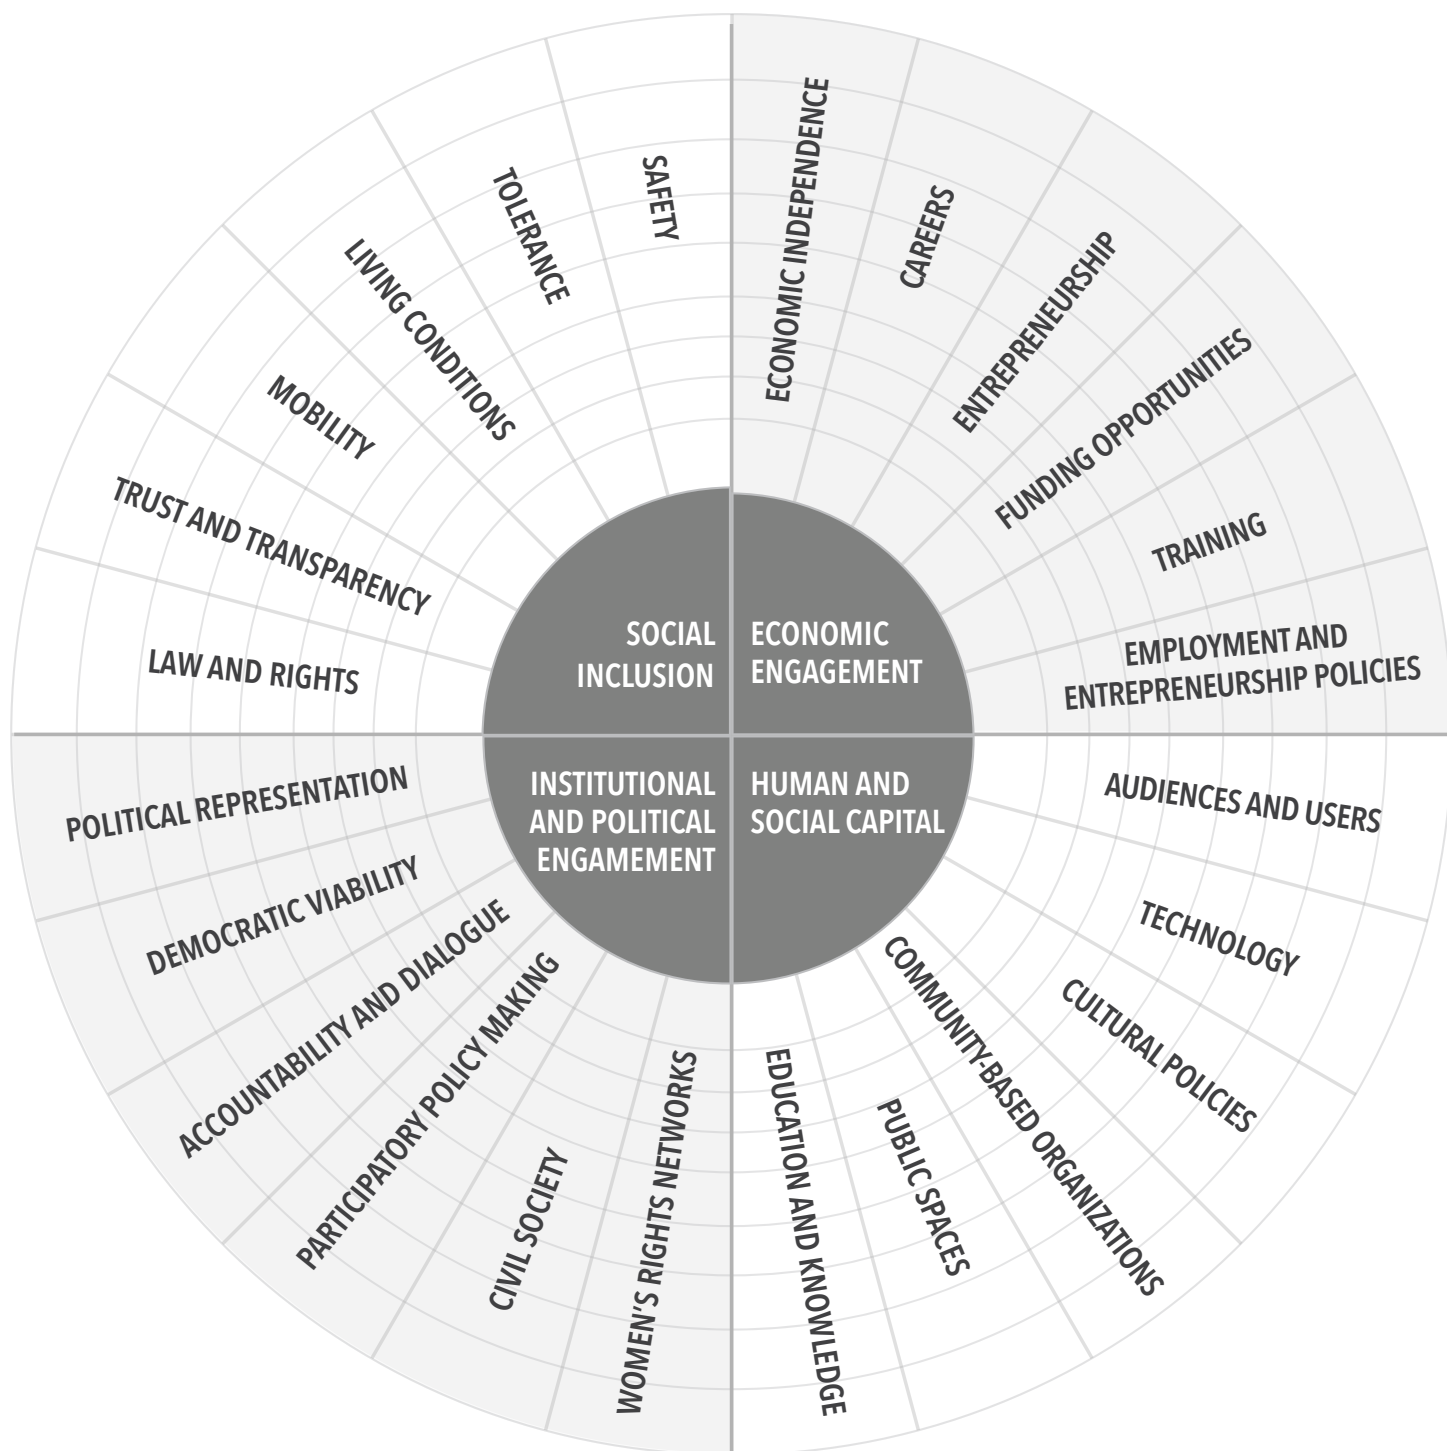 SOCIAL
INCLUSION
ECONOMIC
ENGAGEMENT
INSTITUTIONAL
AND POLITICAL
ENGAMEMENT
HUMAN AND
SOCIAL CAPITAL
ECONOMIC INDEPENDENCE
CAREERS
ENTREPRENEURSHIP
FUNDING OPPORTUNITIES
TRAINING
EMPLOYMENT AND
ENTREPRENEURSHIP POLICIES
AUDIENCES AND USERS
TECHNOLOGY
CULTURAL POLICIES
COMMUNITY-BASED ORGANIZATIONS
PUBLIC SPACES
EDUCATION AND KNOWLEDGE
WOMEN'S RIGHTS NETWORKS
CIVIL SOCIETY
PARTICIPATORY POLICY MAKING
ACCOUNTABILITY AND DIALOGUE
DEMOCRATIC VIABILITY
POLITICAL REPRESENTATION
LAW AND RIGHTS
TRUST AND TRANSPARENCY
MOBILITY
LIVING CONDITIONS
TOLERANCE
SAFETY